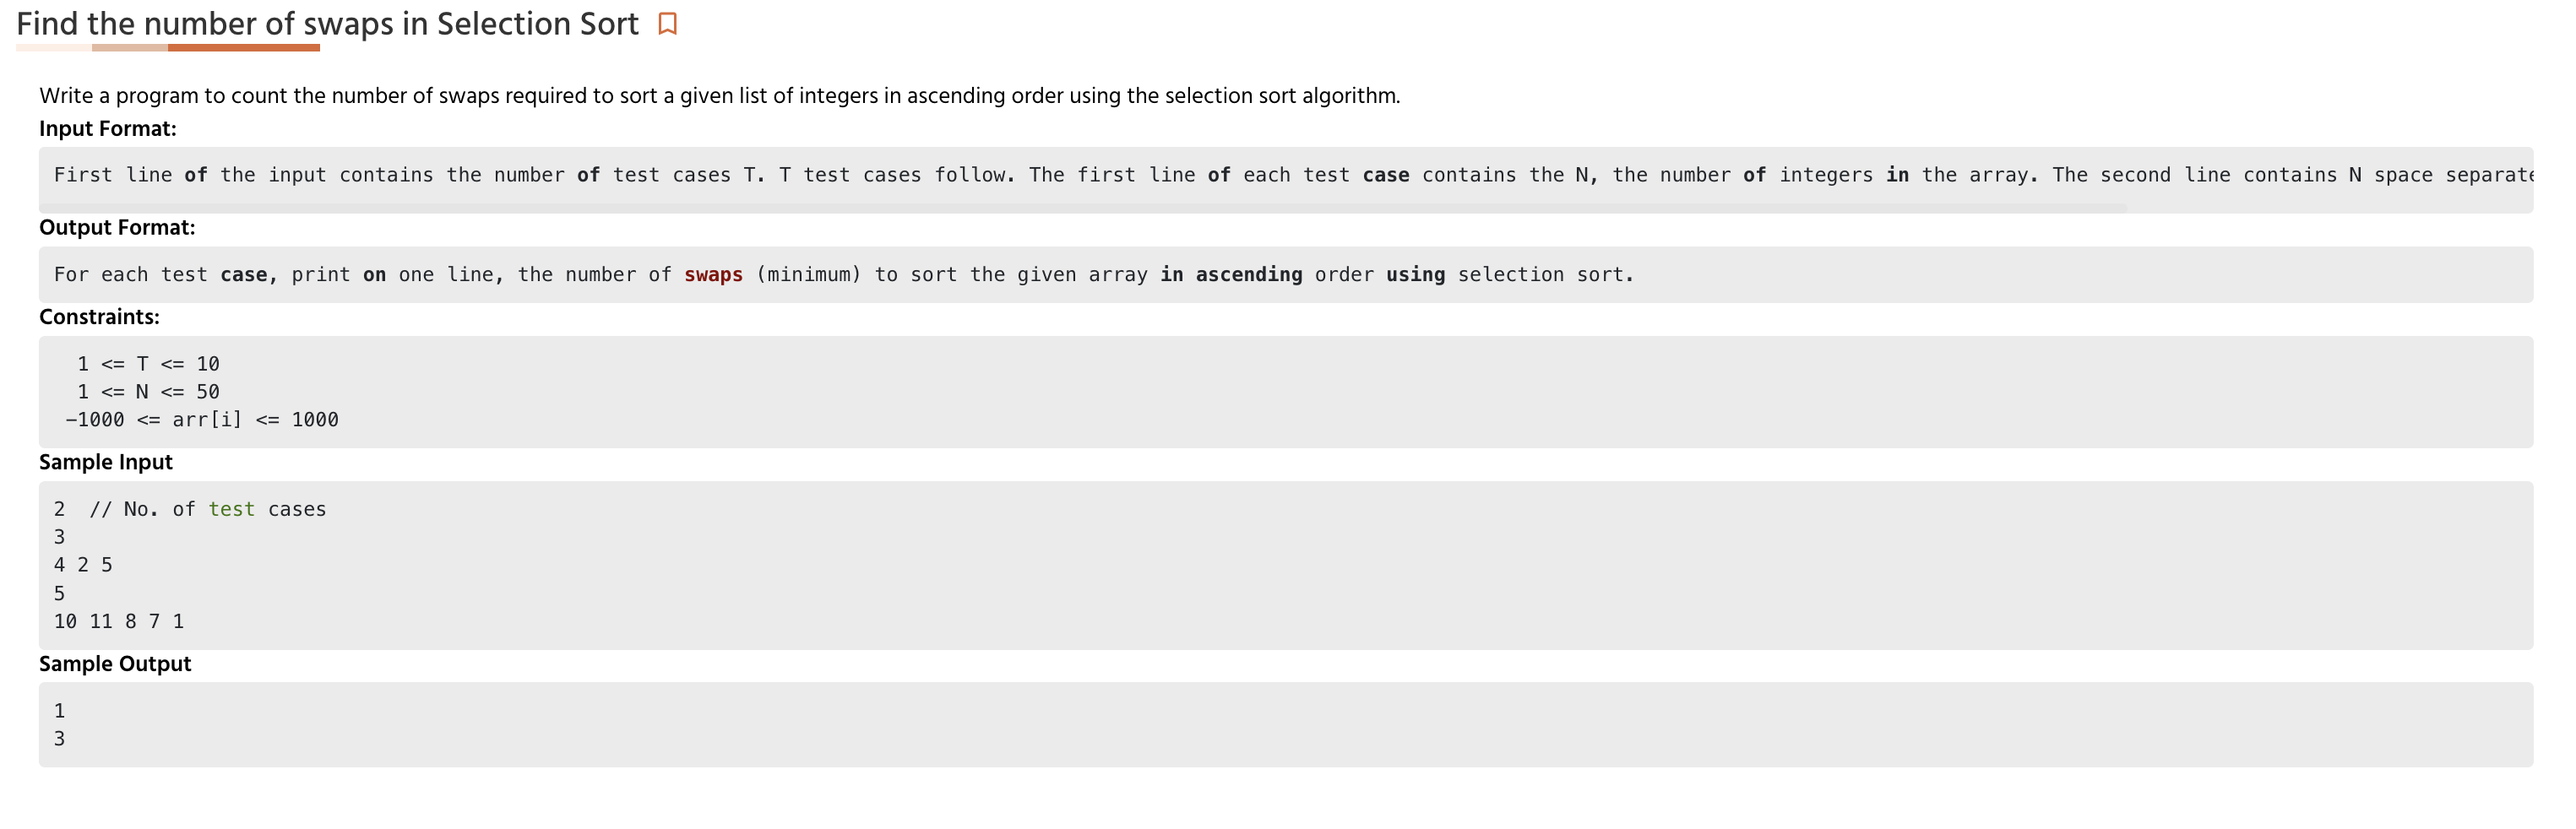 Find the number of swaps in Selection Sort
Write a program to count the number of swaps required to sort a given list of integers in ascending order using the selection sort algorithm.
Input Format:
First line of the input contains the number of test cases T. T test cases follow. The first line of each test case contains the N, the number of integers in the array. The second line contains N space separate
Output Format:
For each test case, print on one line, the number of swaps (minimum) to sort the given array in ascending order using selection sort.
Constraints:
1 <= T <= 10
1 <= N <= 50
−1000 <= arr[i] <= 1000
Sample Input
2  // No. of test cases
3
4 2 5
5
10 11 8 7 1
Sample Output
1
3